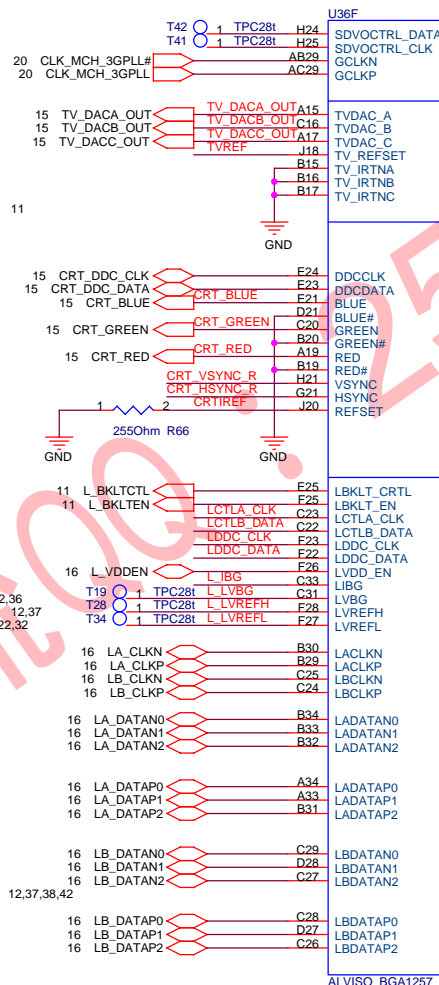 U36F
T42 1 TPC28t H24 SDVOCTRL_DATA
T41 1 TPC28t H25 SDVOCTRL_CLK
20 CLK_MCH_3GPLL# AB29 GCLKN
20 CLK_MCH_3GPLL AC29 GCLKP
15 TV_DACA_OUT TV_DACA_OUT A15 TVDAC_A
15 TV_DACB_OUT TV_DACB_OUT C16 TVDAC_B
15 TV_DACC_OUT TV_DACC_OUT A17 TVDAC_C
TVREF J18 TV_REFSET
B15 TV_IRTNA
B16 TV_IRTNB
B17 TV_IRTNC
11
GND
15 CRT_DDC_CLK E24 DDCCLK
15 CRT_DDC_DATA E23 DDCDATA
15 CRT_BLUE CRT_BLUE E21 BLUE
D21 BLUE#
15 CRT_GREEN CRT_GREEN C20 GREEN
B20 GREEN#
15 CRT_RED CRT_RED A19 RED
B19 RED#
CRT_VSYNC_R H21 VSYNC
CRT_HSYNC_R G21 HSYNC
1 2 CRTIREF J20 REFSET
255Ohm R66
GND GND
11 L_BKLTCTL E25 LBKLT_CRTL
11 L_BKLTEN F25 LBKLT_EN
LCTLA_CLK C23 LCTLA_CLK
LCTLB_DATA C22 LCTLB_DATA
LDDC_CLK F23 LDDC_CLK
LDDC_DATA F22 LDDC_DATA
16 L_VDDEN F26 LVDD_EN
L_IBG C33 LIBG
2,36 T19 1 TPC28t L_LVBG C31 LVBG
12,37 T28 1 TPC28t L_LVREFH F28 LVREFH
22,32 T34 1 TPC28t L_LVREFL F27 LVREFL
16 LA_CLKN B30 LACLKN
16 LA_CLKP B29 LACLKP
16 LB_CLKN C25 LBCLKN
16 LB_CLKP C24 LBCLKP
16 LA_DATAN0 B34 LADATAN0
16 LA_DATAN1 B33 LADATAN1
16 LA_DATAN2 B32 LADATAN2
16 LA_DATAP0 A34 LADATAP0
16 LA_DATAP1 A33 LADATAP1
16 LA_DATAP2 B31 LADATAP2
16 LB_DATAN0 C29 LBDATAN0
16 LB_DATAN1 D28 LBDATAN1
16 LB_DATAN2 C27 LBDATAN2
12,37,38,42
16 LB_DATAP0 C28 LBDATAP0
16 LB_DATAP1 D27 LBDATAP1
16 LB_DATAP2 C26 LBDATAP2
ALVISO_BGA1257